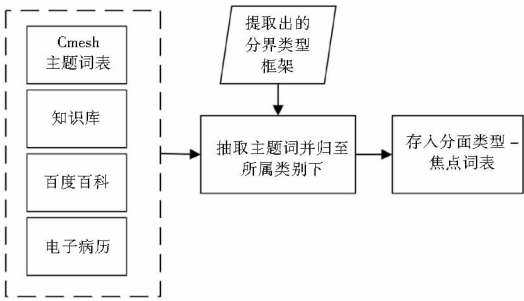 Cmesh
主题词表
知识库
百度百科
电子病历
提取出的
分界类型
框架
抽取主题词并归至
所属类别下
存入分面类型－
焦点词表